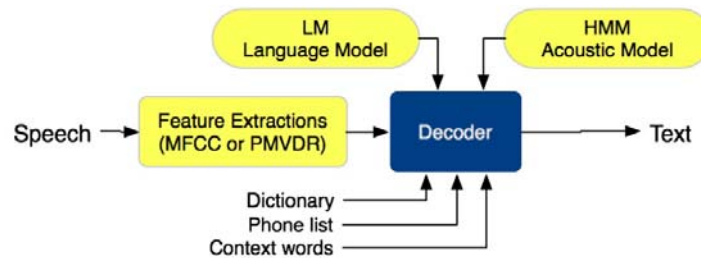 LM
Language Model
HMM
Acoustic Model
Speech
Feature Extractions
(MFCC or PMVDR)
Decoder
Text
Dictionary
Phone list
Context words